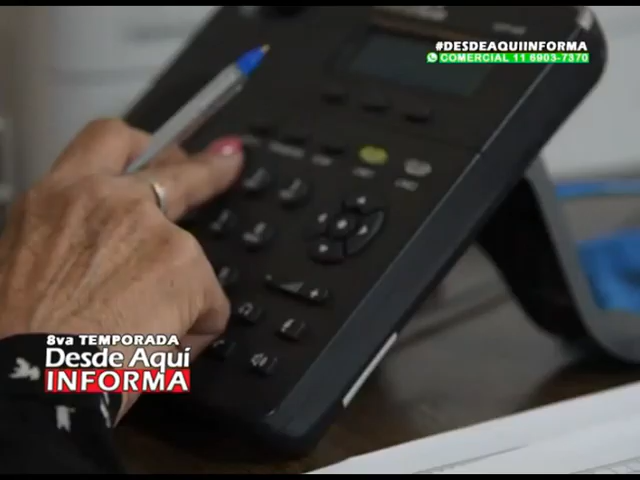 #DESDEAQUIINFORMA
COMERCIAL 11 6903-7370
8va TEMPORADA
Desde Aquí
INFORMA